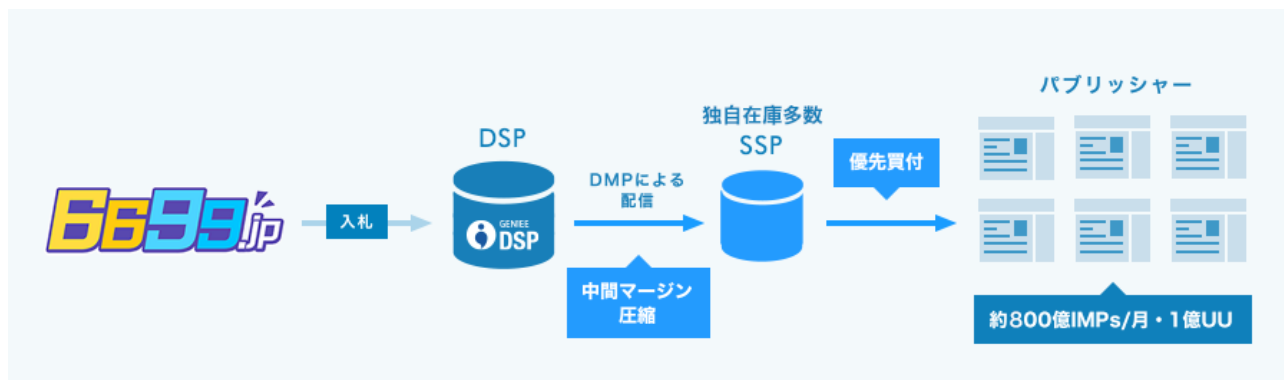 6699.jp
入札
DSP
GENIEE
DSP
DMPによる
配信
中間マージン
圧縮
独自在庫多数
SSP
優先買付
パブリッシャー
約800億IMPs/月・1億UU